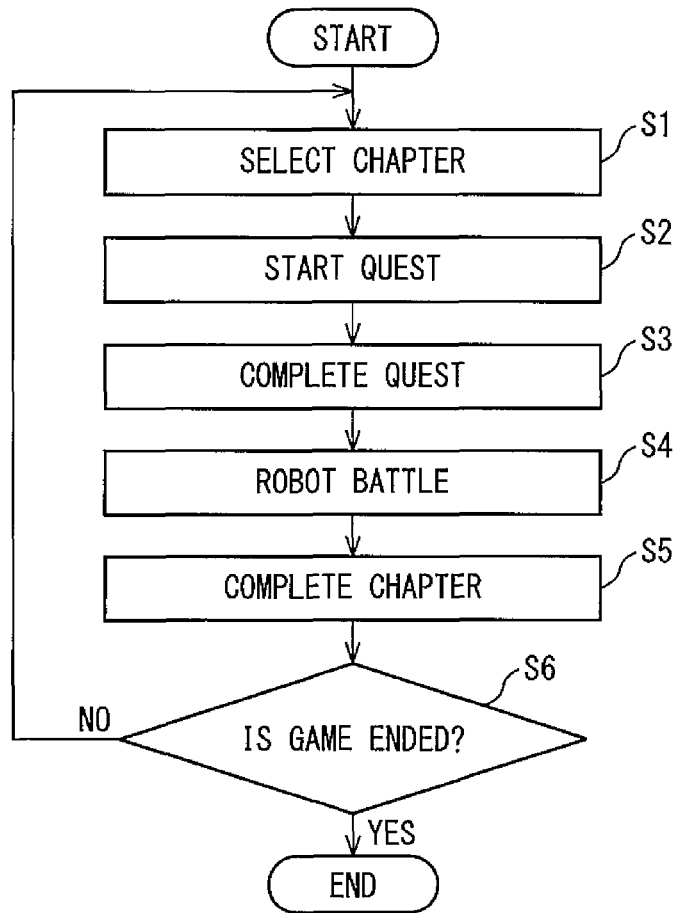 START
S1
SELECT CHAPTER
S2
START QUEST
S3
COMPLETE QUEST
S4
ROBOT BATTLE
S5
COMPLETE CHAPTER
S6
IS GAME ENDED?
NO
YES
END